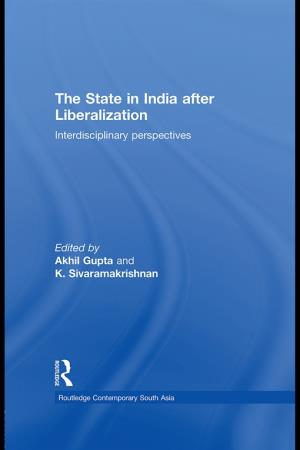 The State in India after
Liberalization
Interdisciplinary perspectives
Edited by
Akhil Gupta and
K. Sivaramakrishnan
ROUTLEDGE
Routledge Contemporary South Asia